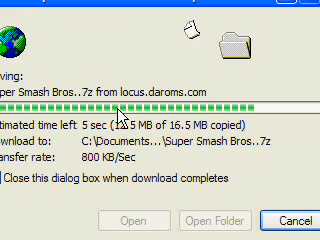 ving:
per Smash Bros..7z from locus.daroms.com
timated time left 5 sec (1 .5 MB of 16.5 MB copied)
wnload to: C:\Documents...\Super Smash Bros..7z
ansfer rate: 800 KB/Sec
Close this dialog box when download completes
Open Open Folder Cancel